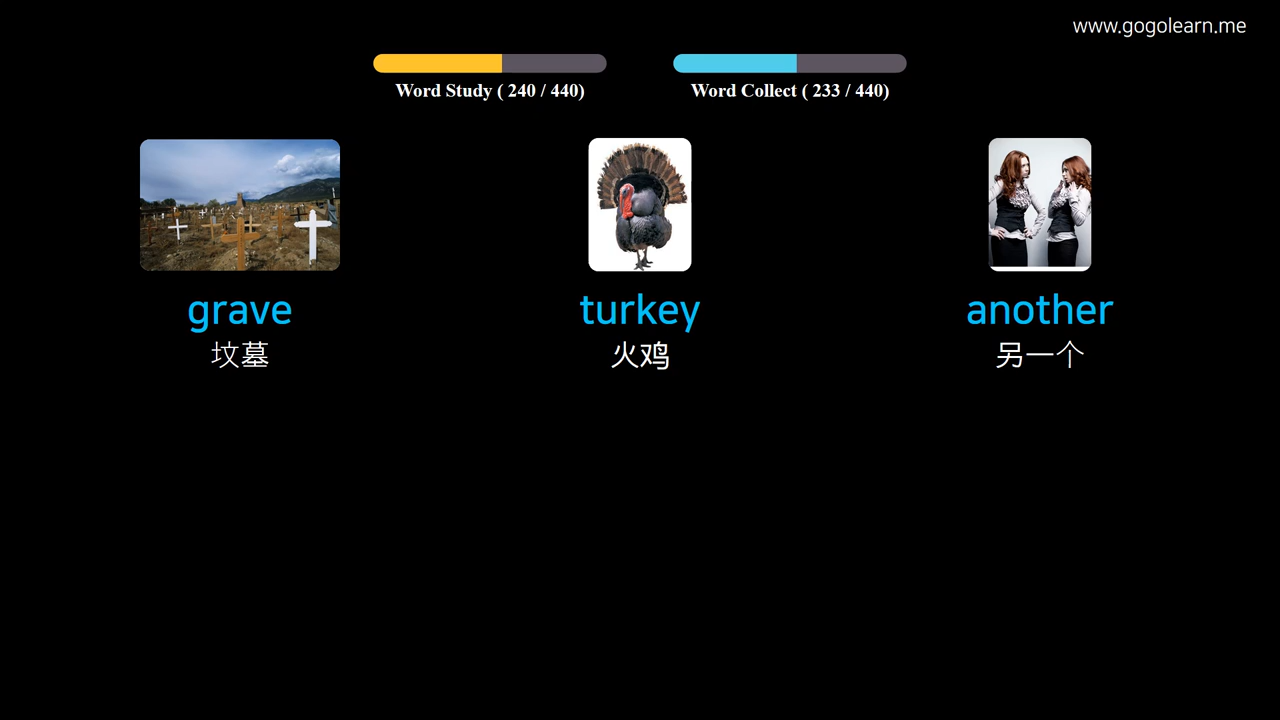 www.gogolearn.me
Word Study ( 240 / 440)
Word Collect ( 233 / 440)
grave
坟墓
turkey
火鸡
another
另一个